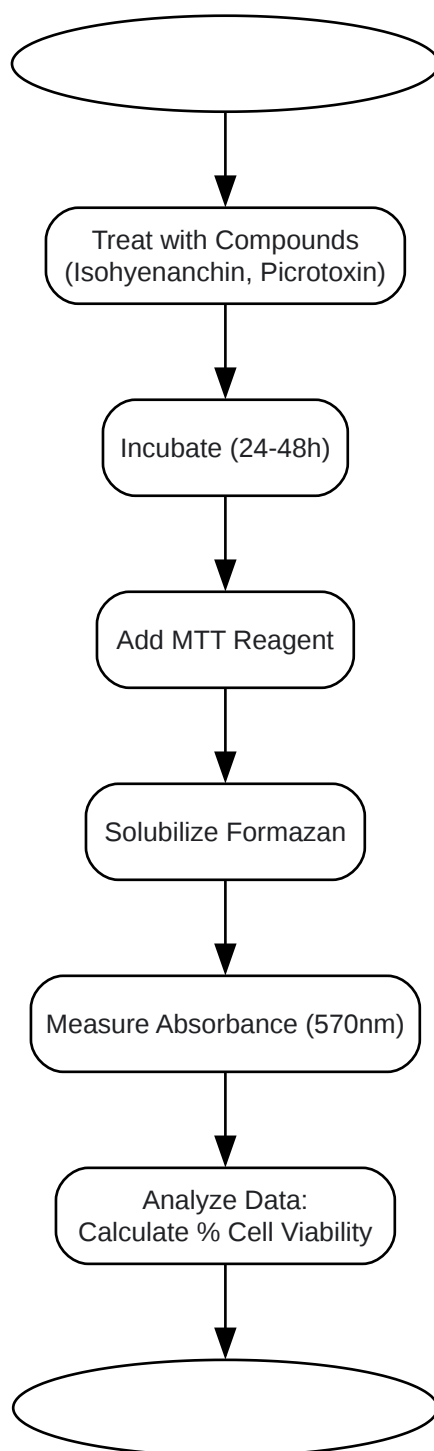 Treat with Compounds
(Isohyenanchin, Picrotoxin)
Incubate (24-48h)
Add MTT Reagent
Solubilize Formazan
Measure Absorbance (570nm)
Analyze Data:
Calculate % Cell Viability